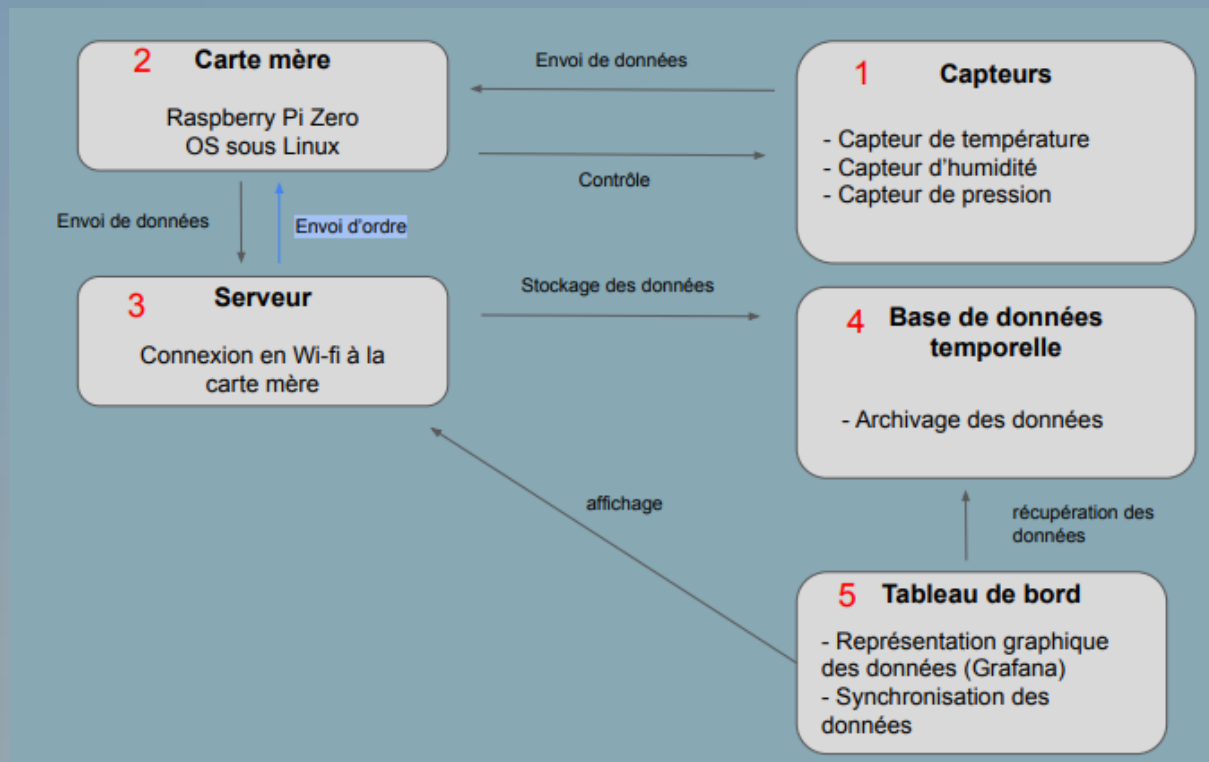 2 Carte mère
Raspberry Pi Zero
OS sous Linux
Envoi de données
1 Capteurs
- Capteur de température
- Capteur d'humidité
- Capteur de pression
Contrôle
Envoi de données
Envoi d'ordre
3 Serveur
Connexion en Wi-fi à la
carte mère
Stockage des données
4 Base de données
temporelle
- Archivage des données
affichage
récupération des
données
5 Tableau de bord
- Représentation graphique
des données (Grafana)
- Synchronisation des
données